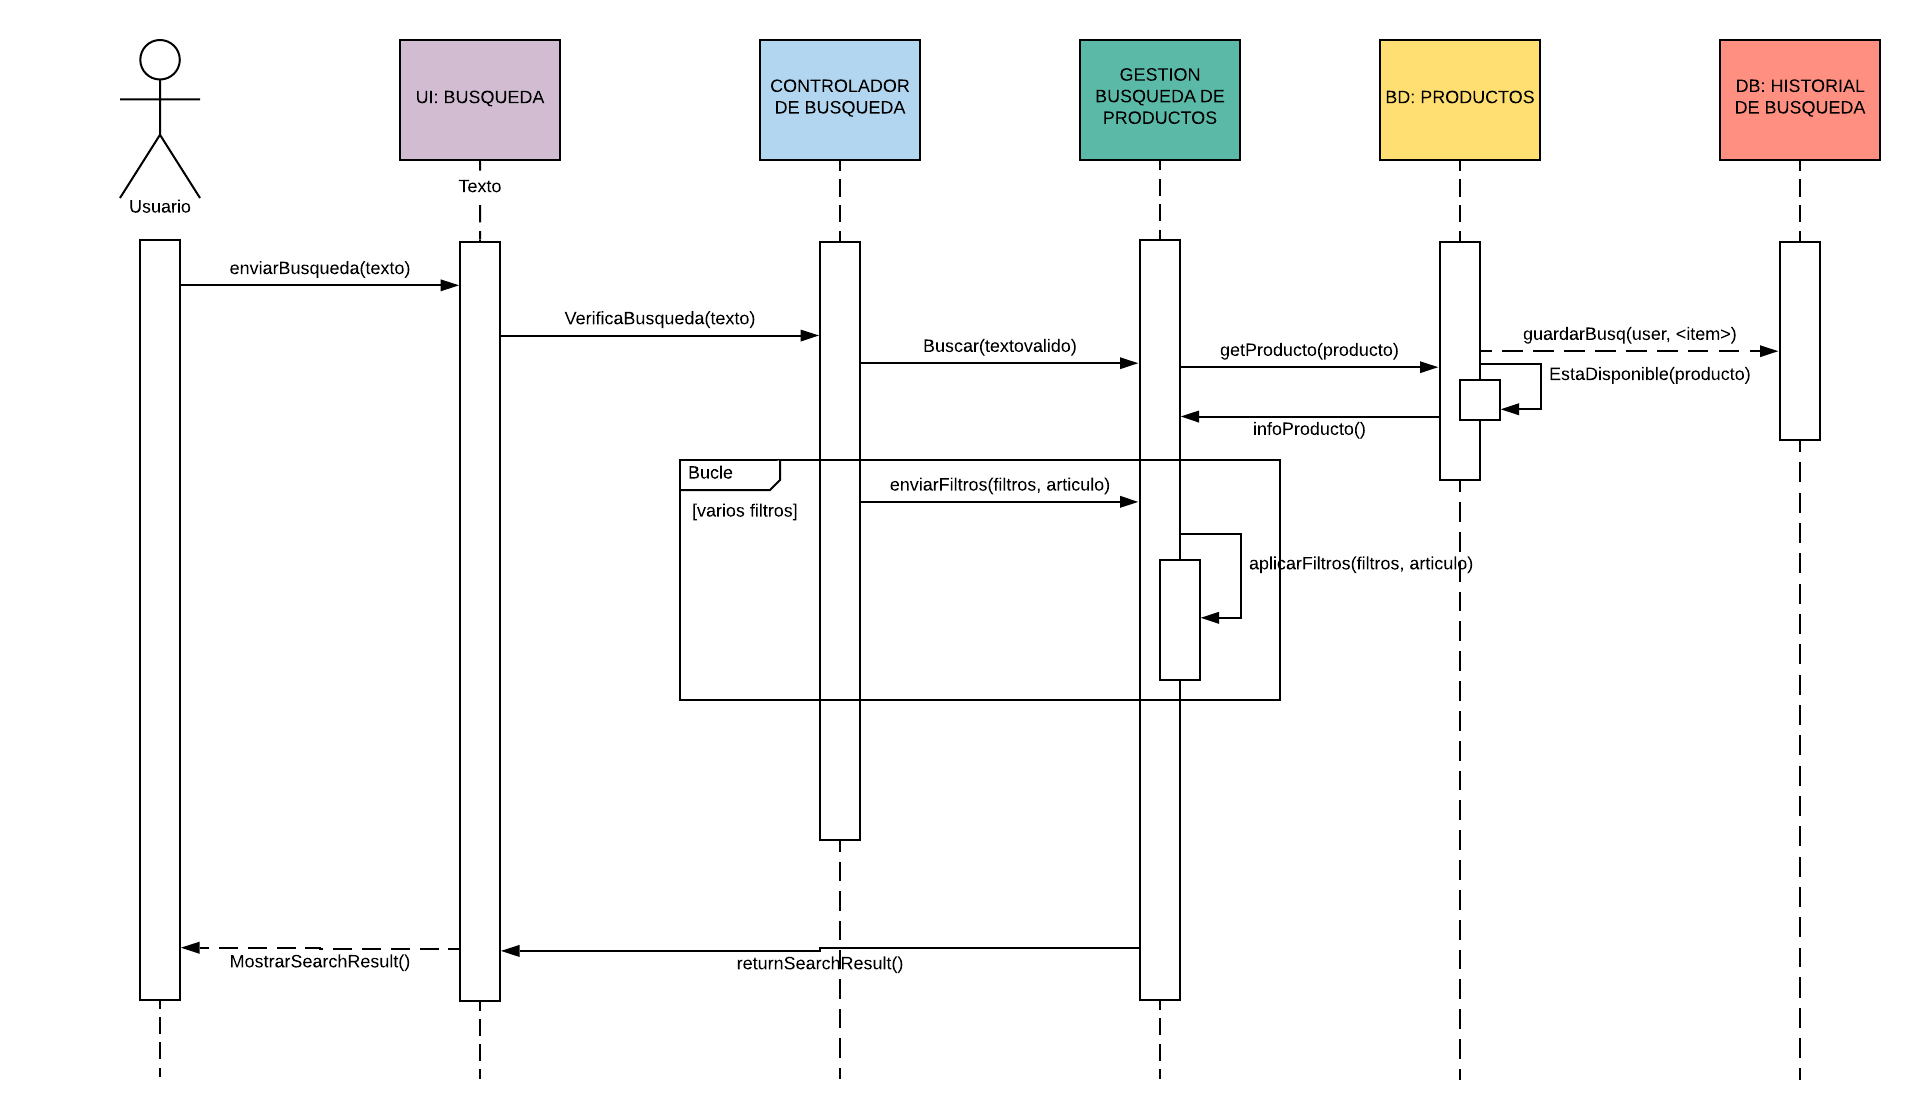 UI: BUSQUEDA
CONTROLADOR
DE BUSQUEDA
GESTION
BUSQUEDA DE
PRODUCTOS
BD: PRODUCTOS
DB: HISTORIAL
DE BUSQUEDA
Texto
Usuario
enviarBusqueda(texto)
VerificaBusqueda(texto)
Buscar(textovalido)
getProducto(producto)
guardarBusq(user, <item>)
EstaDisponible(producto)
infoProducto()
Bucle
[varios filtros]
enviarFiltros(filtros, articulo)
aplicarFiltros(filtros, articulo)
MostrarSearchResult()
returnSearchResult()